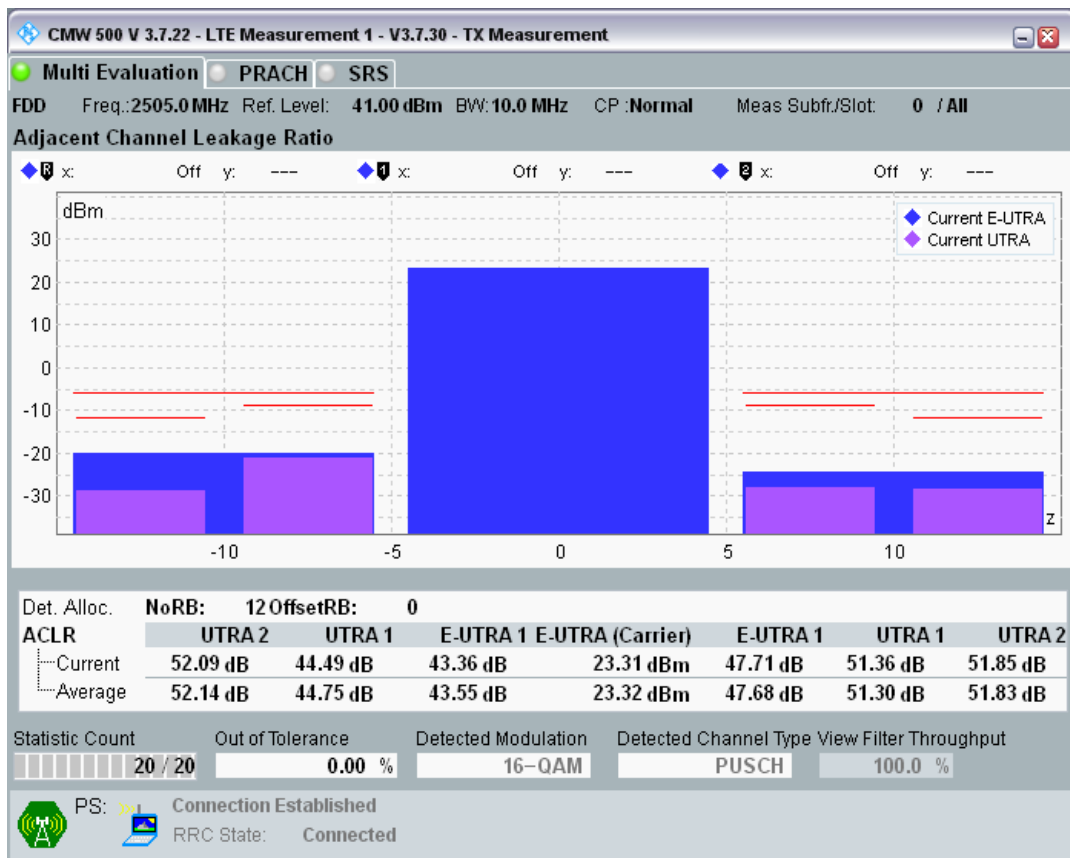 CMW 500 V 3.7.22 - LTE Measurement 1 - V3.7.30 - TX Measurement
Multi Evaluation PRACH SRS
FDD Freq.:2505.0 MHz Ref. Level: 41.00 dBm BW:10.0 MHz CP :Normal Meas Subfr./Slot: 0 / All
Adjacent Channel Leakage Ratio
R x: Off y: --- 1 x: Off y: --- 2 x: Off y: ---
dBm
Current E-UTRA
Current UTRA
30
20
10
0
-10
-20
-30
z
-10 -5 0 5 10
Det. Alloc. NoRB: 12 OffsetRB: 0
ACLR UTRA 2 UTRA 1 E-UTRA 1 E-UTRA (Carrier) E-UTRA 1 UTRA 1 UTRA 2
Current 52.09 dB 44.49 dB 43.36 dB 23.31 dBm 47.71 dB 51.36 dB 51.85 dB
Average 52.14 dB 44.75 dB 43.55 dB 23.32 dBm 47.68 dB 51.30 dB 51.83 dB
Statistic Count Out of Tolerance Detected Modulation Detected Channel Type View Filter Throughput
20 / 20 0.00 % 16-QAM PUSCH 100.0 %
PS: Connection Established
RRC State: Connected